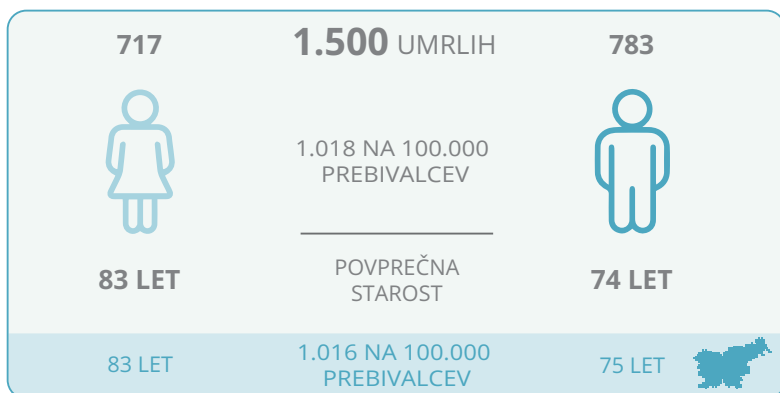 717 1.500 UMRLIH 783
1.018 NA 100.000
PREBIVALCEV
83 LET POVPREČNA 74 LET
STAROST
83 LET 1.016 NA 100.000 75 LET
PREBIVALCEV